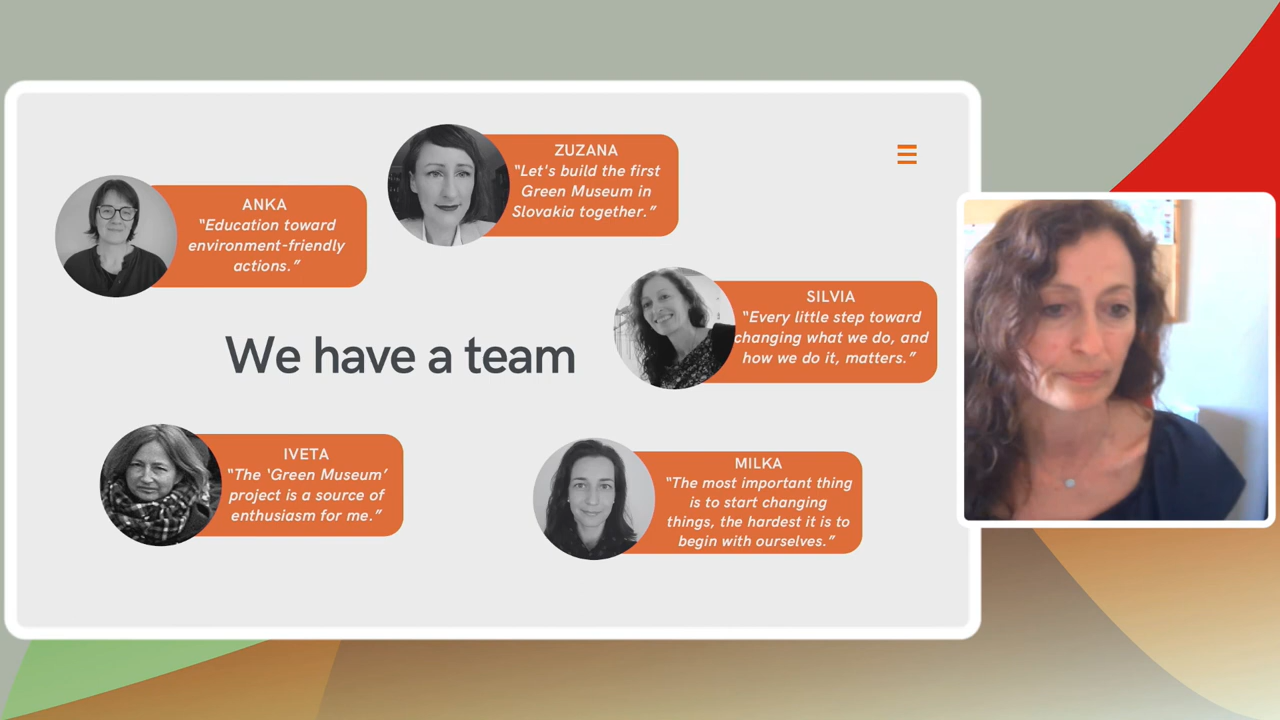 ZUZANA
"Let's build the first
Green Museum in
Slovakia together."
ANKA
"Education toward
environment-friendly
actions."
SILVIA
"Every little step toward
changing what we do, and
how we do it, matters."
We have a team
IVETA
"The 'Green Museum'
project is a source of
enthusiasm for me."
MILKA
"The most important thing
is to start changing
things, the hardest it is to
begin with ourselves."